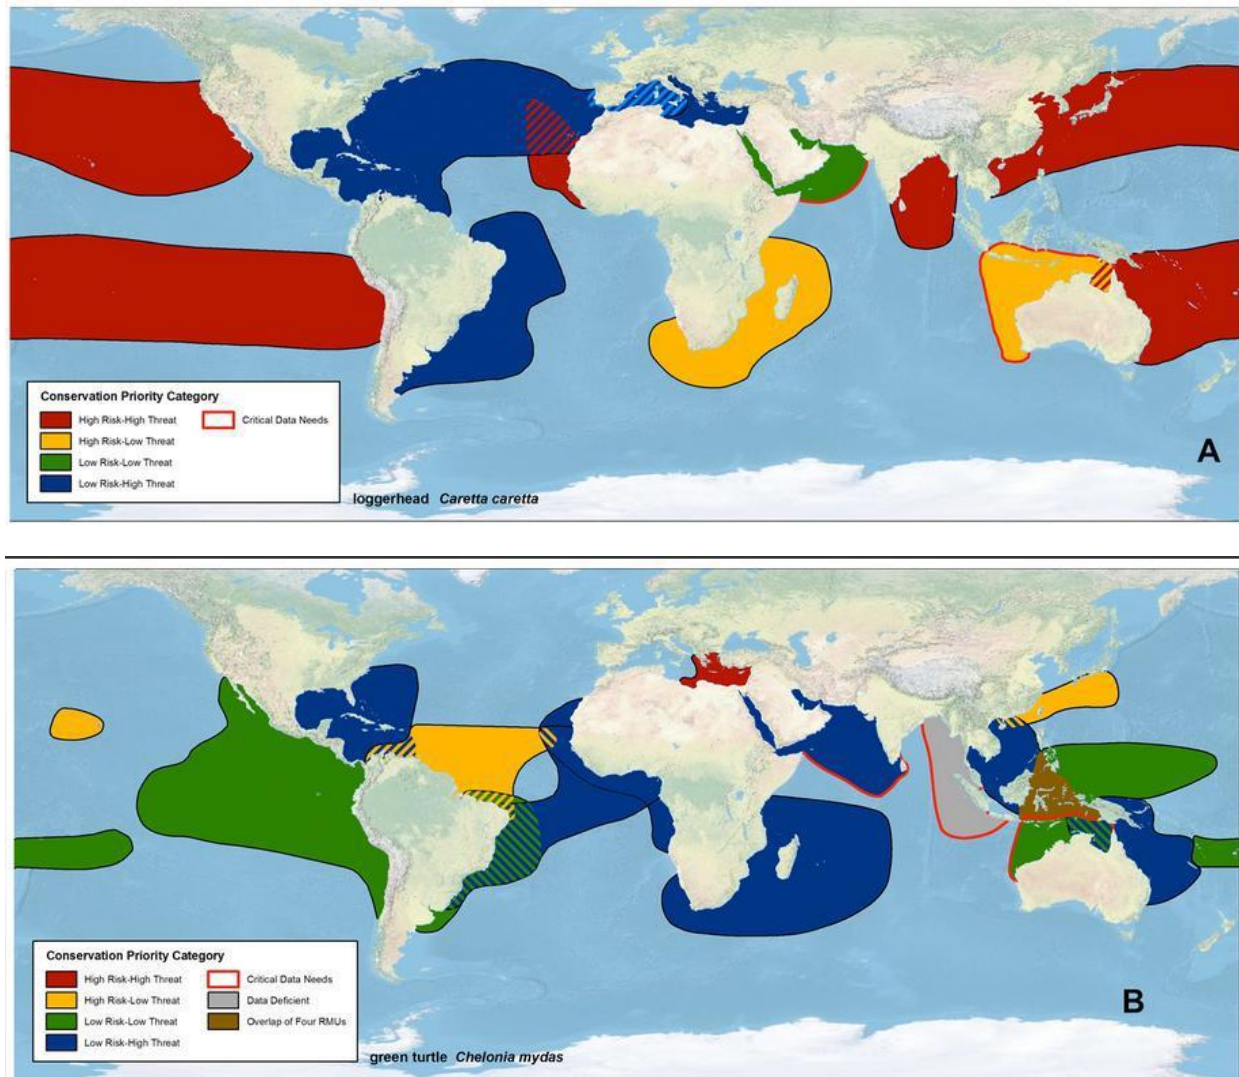 Conservation Priority Category
High Risk-High Threat
Critical Data Needs
High Risk-Low Threat
Low Risk-Low Threat
Low Risk-High Threat
A
loggerhead Caretta caretta
Conservation Priority Category
High Risk-High Threat
Critical Data Needs
High Risk-Low Threat
Data Deficient
Low Risk-Low Threat
Overlap of Four RMUs
Low Risk-High Threat
B
green turtle Chelonia mydas